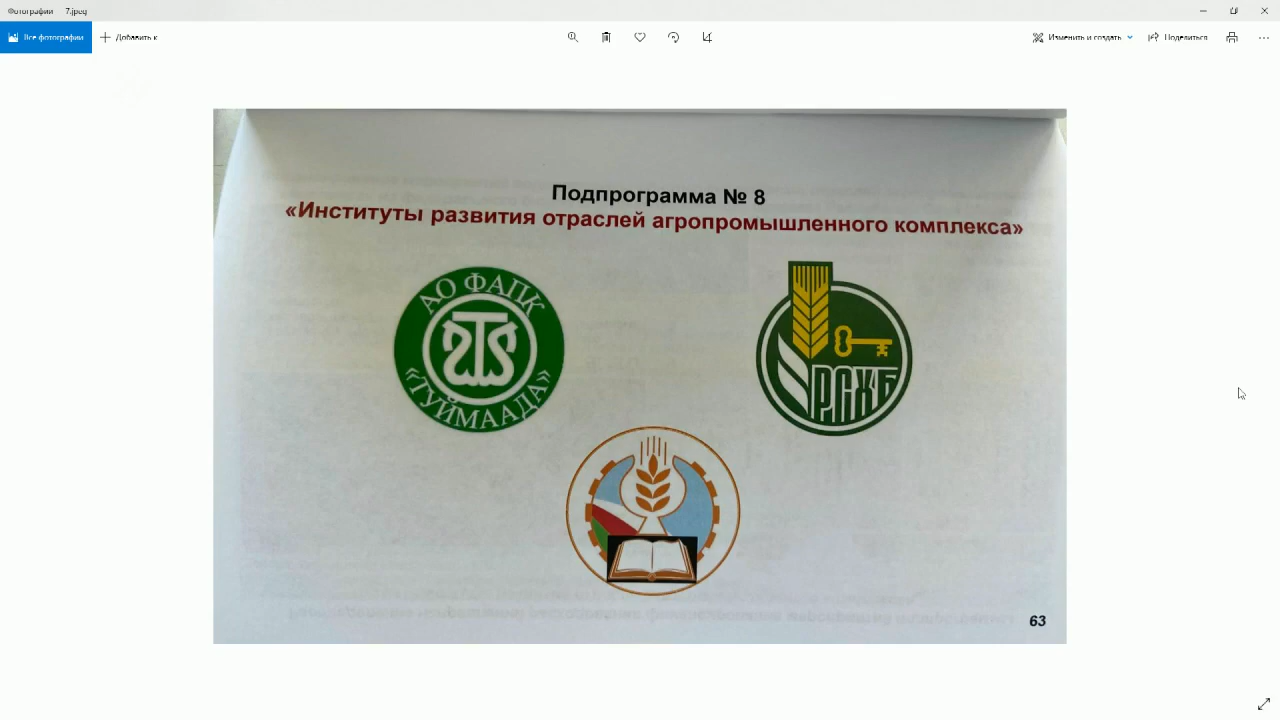 Фотографии 7.jpeg
Все фотографии
Добавить к
Изменить и создать
Поделиться
Подпрограмма № 8
«Институты развития отраслей агропромышленного комплекса»
АО ФАПК
«ТУЙМААДА»
РСХБ
63